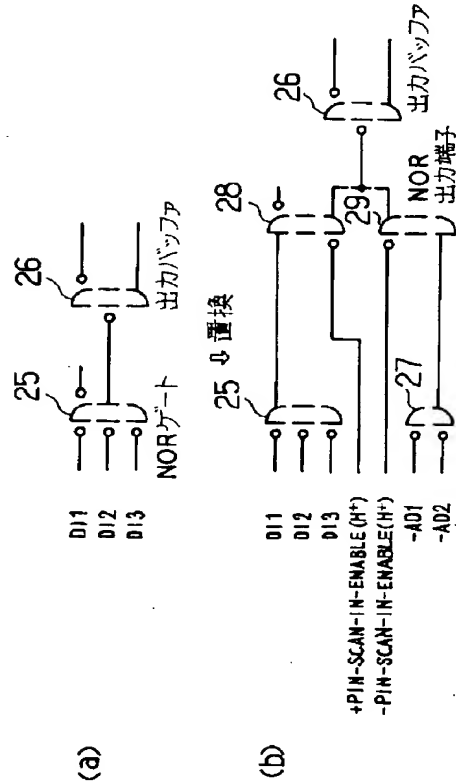 (a)
25
26
DI1
DI2
DI3
NORゲート
出力バッファ
(b)
⇩ 置換
25
28
26
DI1
DI2
DI3
+PIN-SCAN-IN-ENABLE(H⁺)
-PIN-SCAN-IN-ENABLE(H⁺)
29
27
-AD1
-AD2
NOR
出力端子
出力バッファ